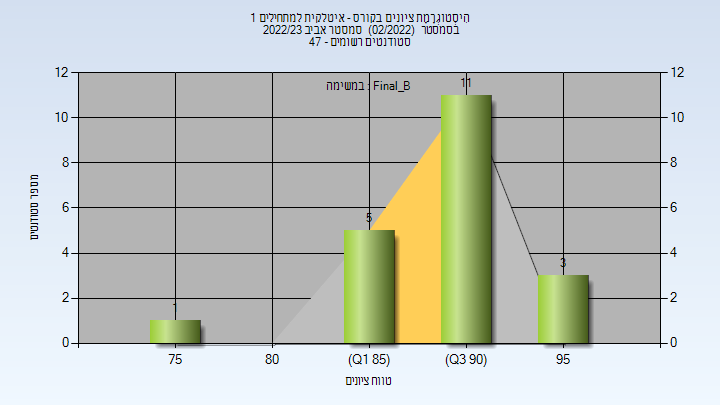 היסטוגרמת ציונים בקורס - איטלקית למתחילים 1
בסמסטר (02/2022) סמסטר אביב 2022/23
סטודנטים רשומים - 47
במשימה : Final_B
12 12
10 10
8 8
6 6
4 4
2 2
0 0
1
5
11
3
מספר סטודנטים
75 80 (Q1 85) (Q3 90) 95
טווח ציונים